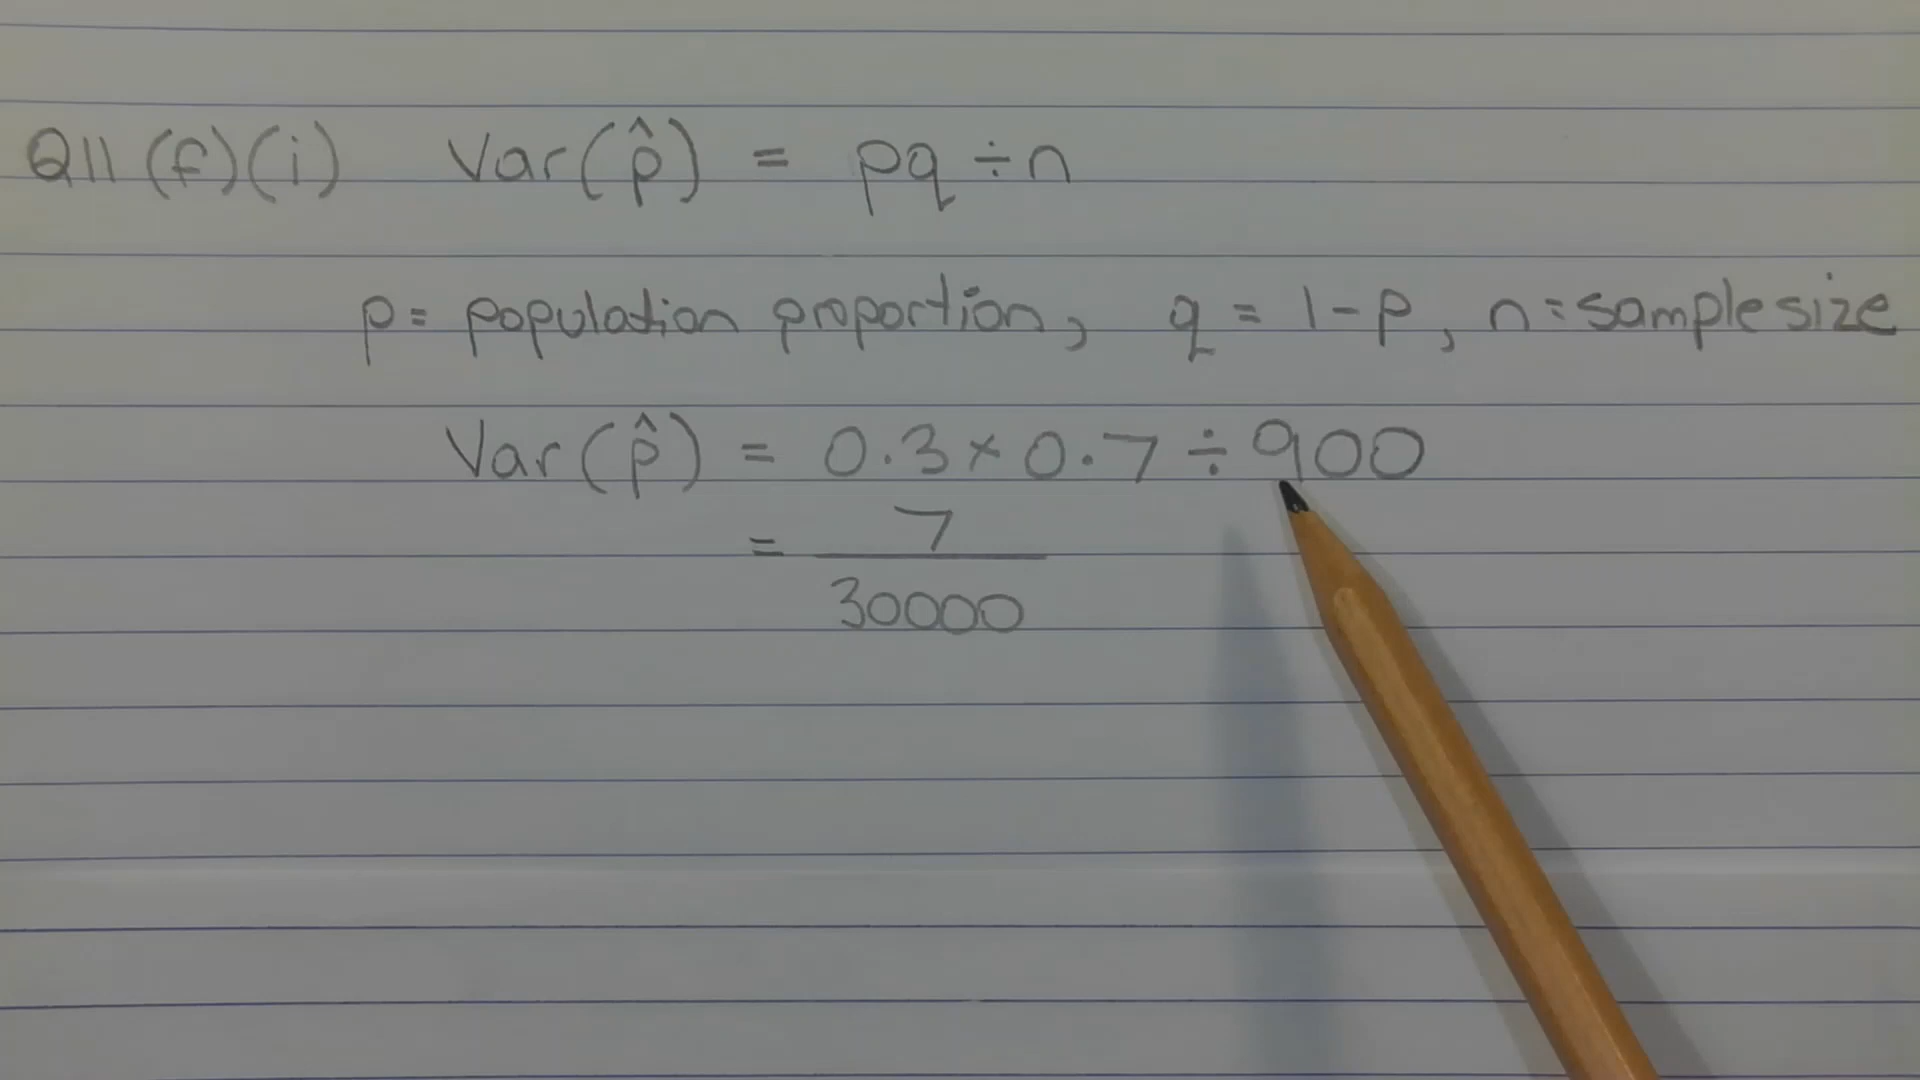 Q11 (f)(i) Var(p̂) = pq ÷ n
p = population proportion, q = 1 - p, n = sample size
Var(p̂) = 0.3 × 0.7 ÷ 900
= 7
30000